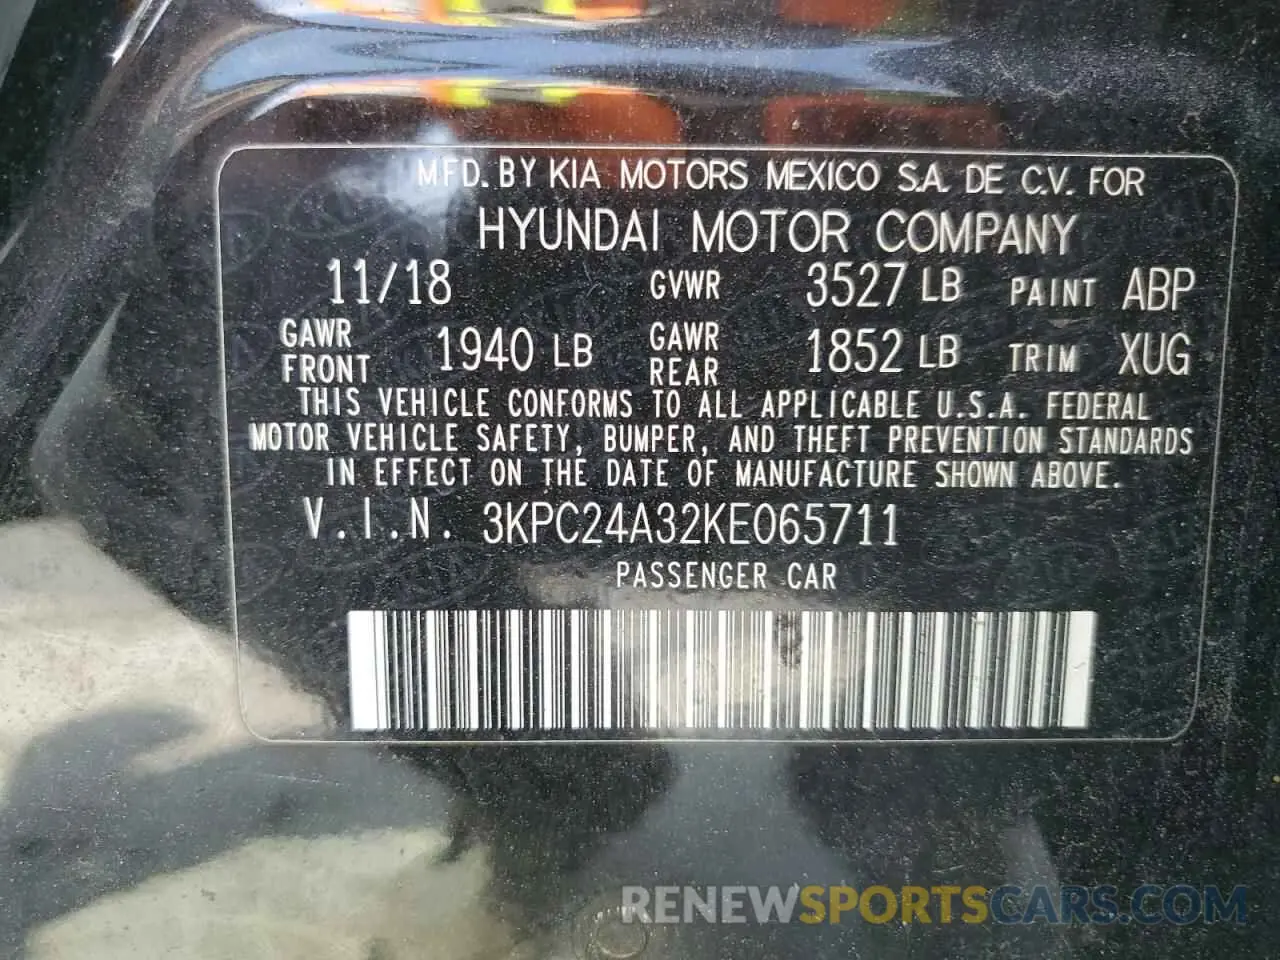 MFD. BY KIA MOTORS MEXICO S.A. DE C.V. FOR
HYUNDAI MOTOR COMPANY
11/18 GVWR 3527 LB PAINT ABP
GAWR FRONT 1940 LB GAWR REAR 1852 LB TRIM XUG
THIS VEHICLE CONFORMS TO ALL APPLICABLE U.S.A. FEDERAL
MOTOR VEHICLE SAFETY, BUMPER, AND THEFT PREVENTION STANDARDS
IN EFFECT ON THE DATE OF MANUFACTURE SHOWN ABOVE.
V.I.N. 3KPC24A32KE065711
PASSENGER CAR
RENEWSPORTSCARS.COM